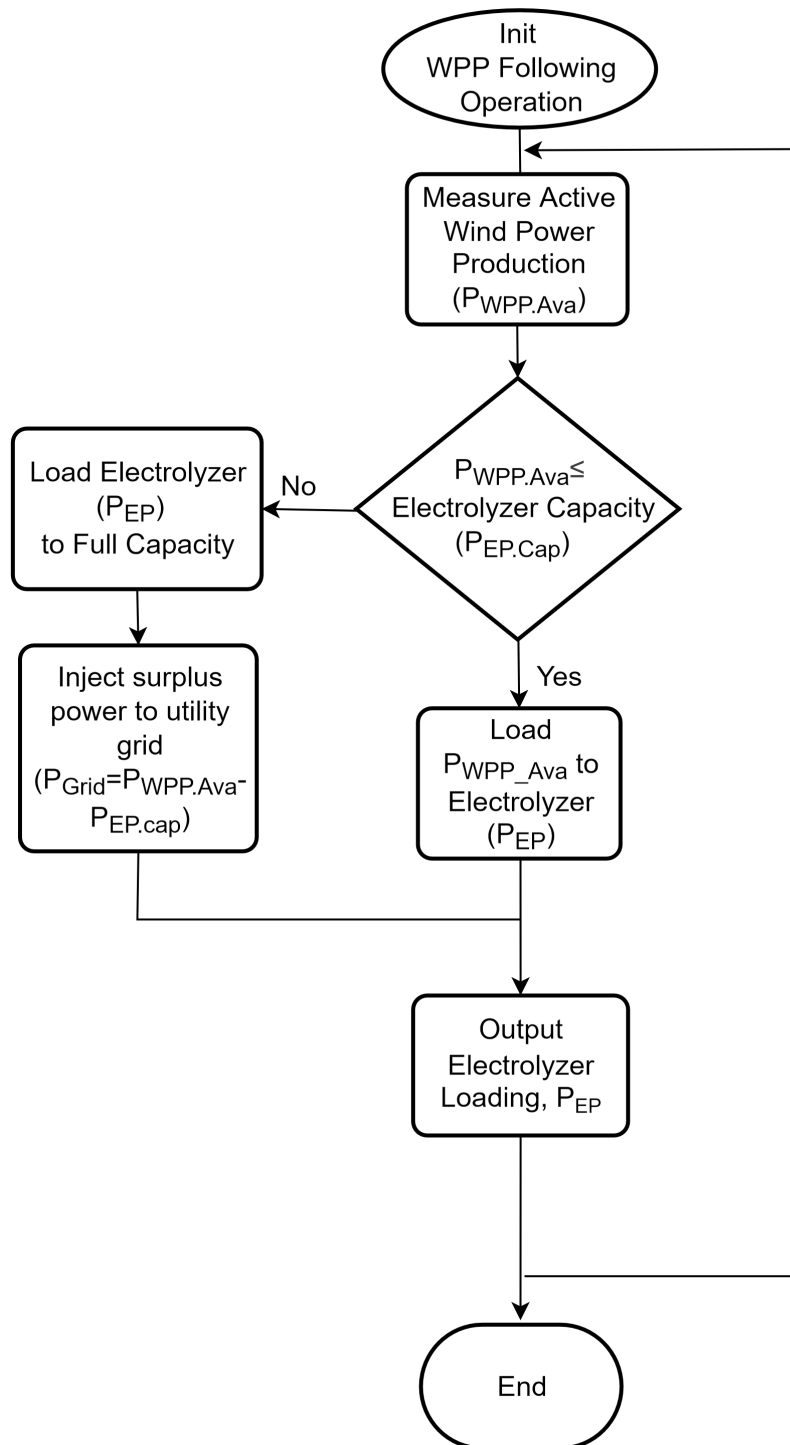 Init
WPP Following
Operation
Measure Active
Wind Power
Production
(PWPP.Ava)
PWPP.Ava≤
Electrolyzer Capacity
(PEP.Cap)
No
Load Electrolyzer
(PEP)
to Full Capacity
Inject surplus
power to utility
grid
(PGrid=PWPP.Ava-
PEP.cap)
Yes
Load
PWPP_Ava to
Electrolyzer
(PEP)
Output
Electrolyzer
Loading, PEP
End